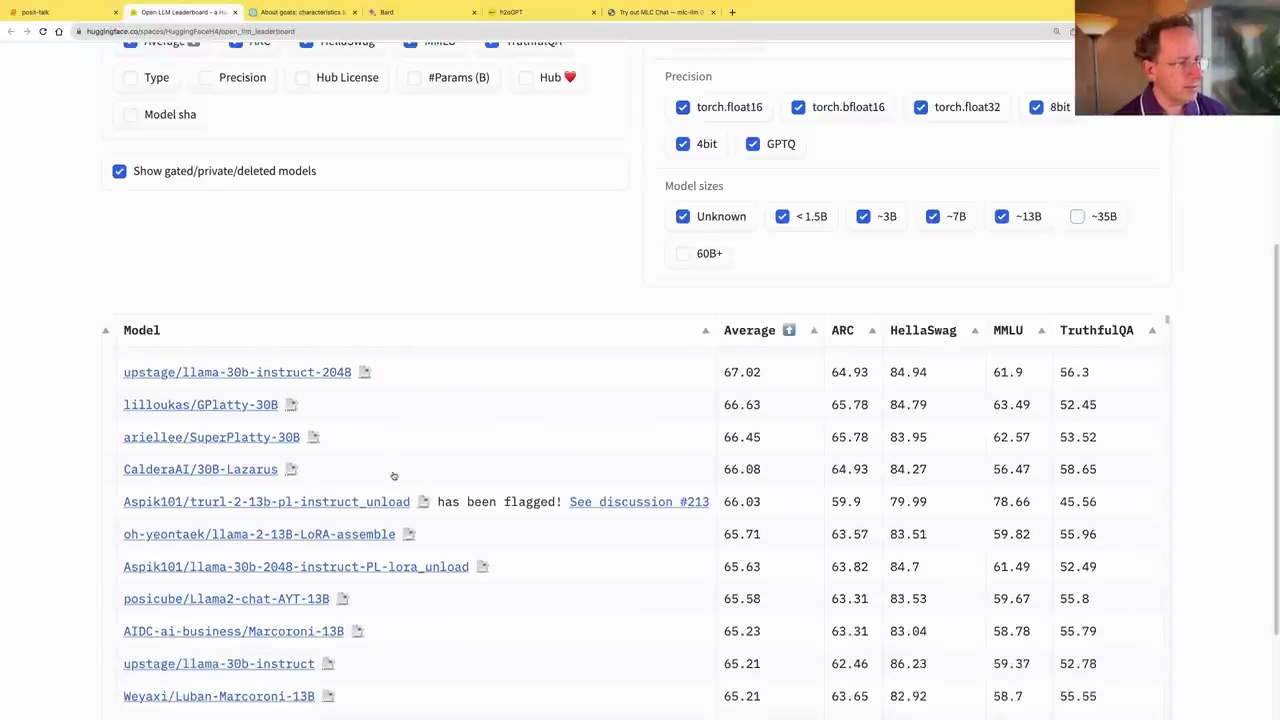 posit-talk
Open LLM Leaderboard - a Hu
About goats: characteristics &
Bard
h2oGPT
Try out MLC Chat — mlc-llm 0
huggingface.co/spaces/HuggingFaceH4/open_llm_leaderboard
Average ARC HellaSwag MMLU TruthfulQA
Type Precision Hub License #Params (B) Hub ❤️
Model sha
Show gated/private/deleted models
Precision
torch.float16 torch.bfloat16 torch.float32 8bit
4bit GPTQ
Model sizes
Unknown < 1.5B ~3B ~7B ~13B ~35B
60B+
Model Average ⬆️ ARC HellaSwag MMLU TruthfulQA
upstage/llama-30b-instruct-2048 67.02 64.93 84.94 61.9 56.3
lilloukas/GPlatty-30B 66.63 65.78 84.79 63.49 52.45
ariellee/SuperPlatty-30B 66.45 65.78 83.95 62.57 53.52
CalderaAI/30B-Lazarus 66.08 64.93 84.27 56.47 58.65
Aspik101/trurl-2-13b-pl-instruct_unload has been flagged! See discussion #213 66.03 59.9 79.99 78.66 45.56
oh-yeontaek/llama-2-13B-LoRA-assemble 65.71 63.57 83.51 59.82 55.96
Aspik101/llama-30b-2048-instruct-PL-lora_unload 65.63 63.82 84.7 61.49 52.49
posicube/Llama2-chat-AYT-13B 65.58 63.31 83.53 59.67 55.8
AIDC-ai-business/Marcoroni-13B 65.23 63.31 83.04 58.78 55.79
upstage/llama-30b-instruct 65.21 62.46 86.23 59.37 52.78
Weyaxi/Luban-Marcoroni-13B 65.21 63.65 82.92 58.7 55.55